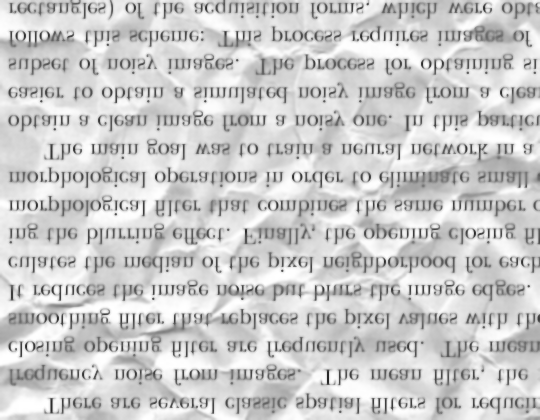 There are several classic spatial filters for reducin
frequency noise from images. The mean filter, the
closing opening filter are frequently used. The mean
smoothing filter that replaces the pixel values with the
It reduces the image noise but blurs the image edges.
culates the median of the pixel neighborhood for each
ing the blurring effect. Finally, the opening closing fil
morphological filter that combines the same number o
morphological operations in order to eliminate small
The main goal was to train a neural network in a
obtain a clean image from a noisy one. In this particu
easier to obtain a simulated noisy image from a clea
subset of noisy images. The process for obtaining si
follows this scheme: This process requires images of
rectangles) of the acquisition forms, which were obta